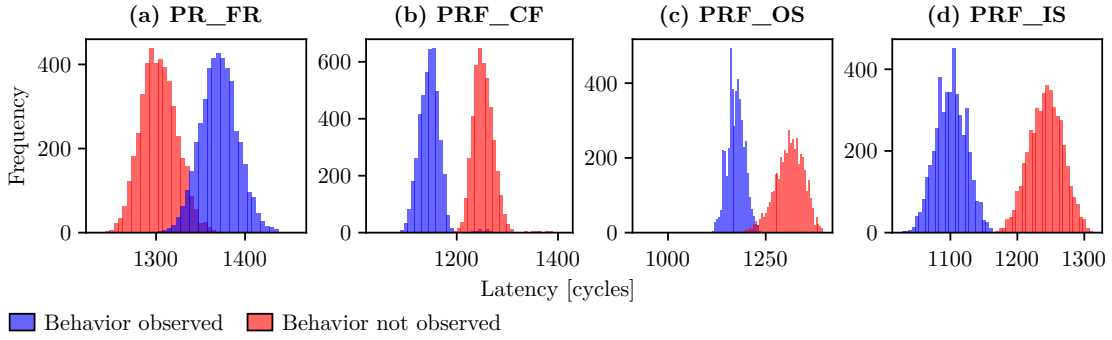 (a) PR_FR
(b) PRF_CF
(c) PRF_OS
(d) PRF_IS
Frequency
400
200
0
1300
1400
600
400
200
0
1200
1400
400
200
0
1000
1250
400
200
0
1100
1200
1300
Latency [cycles]
Behavior observed
Behavior not observed